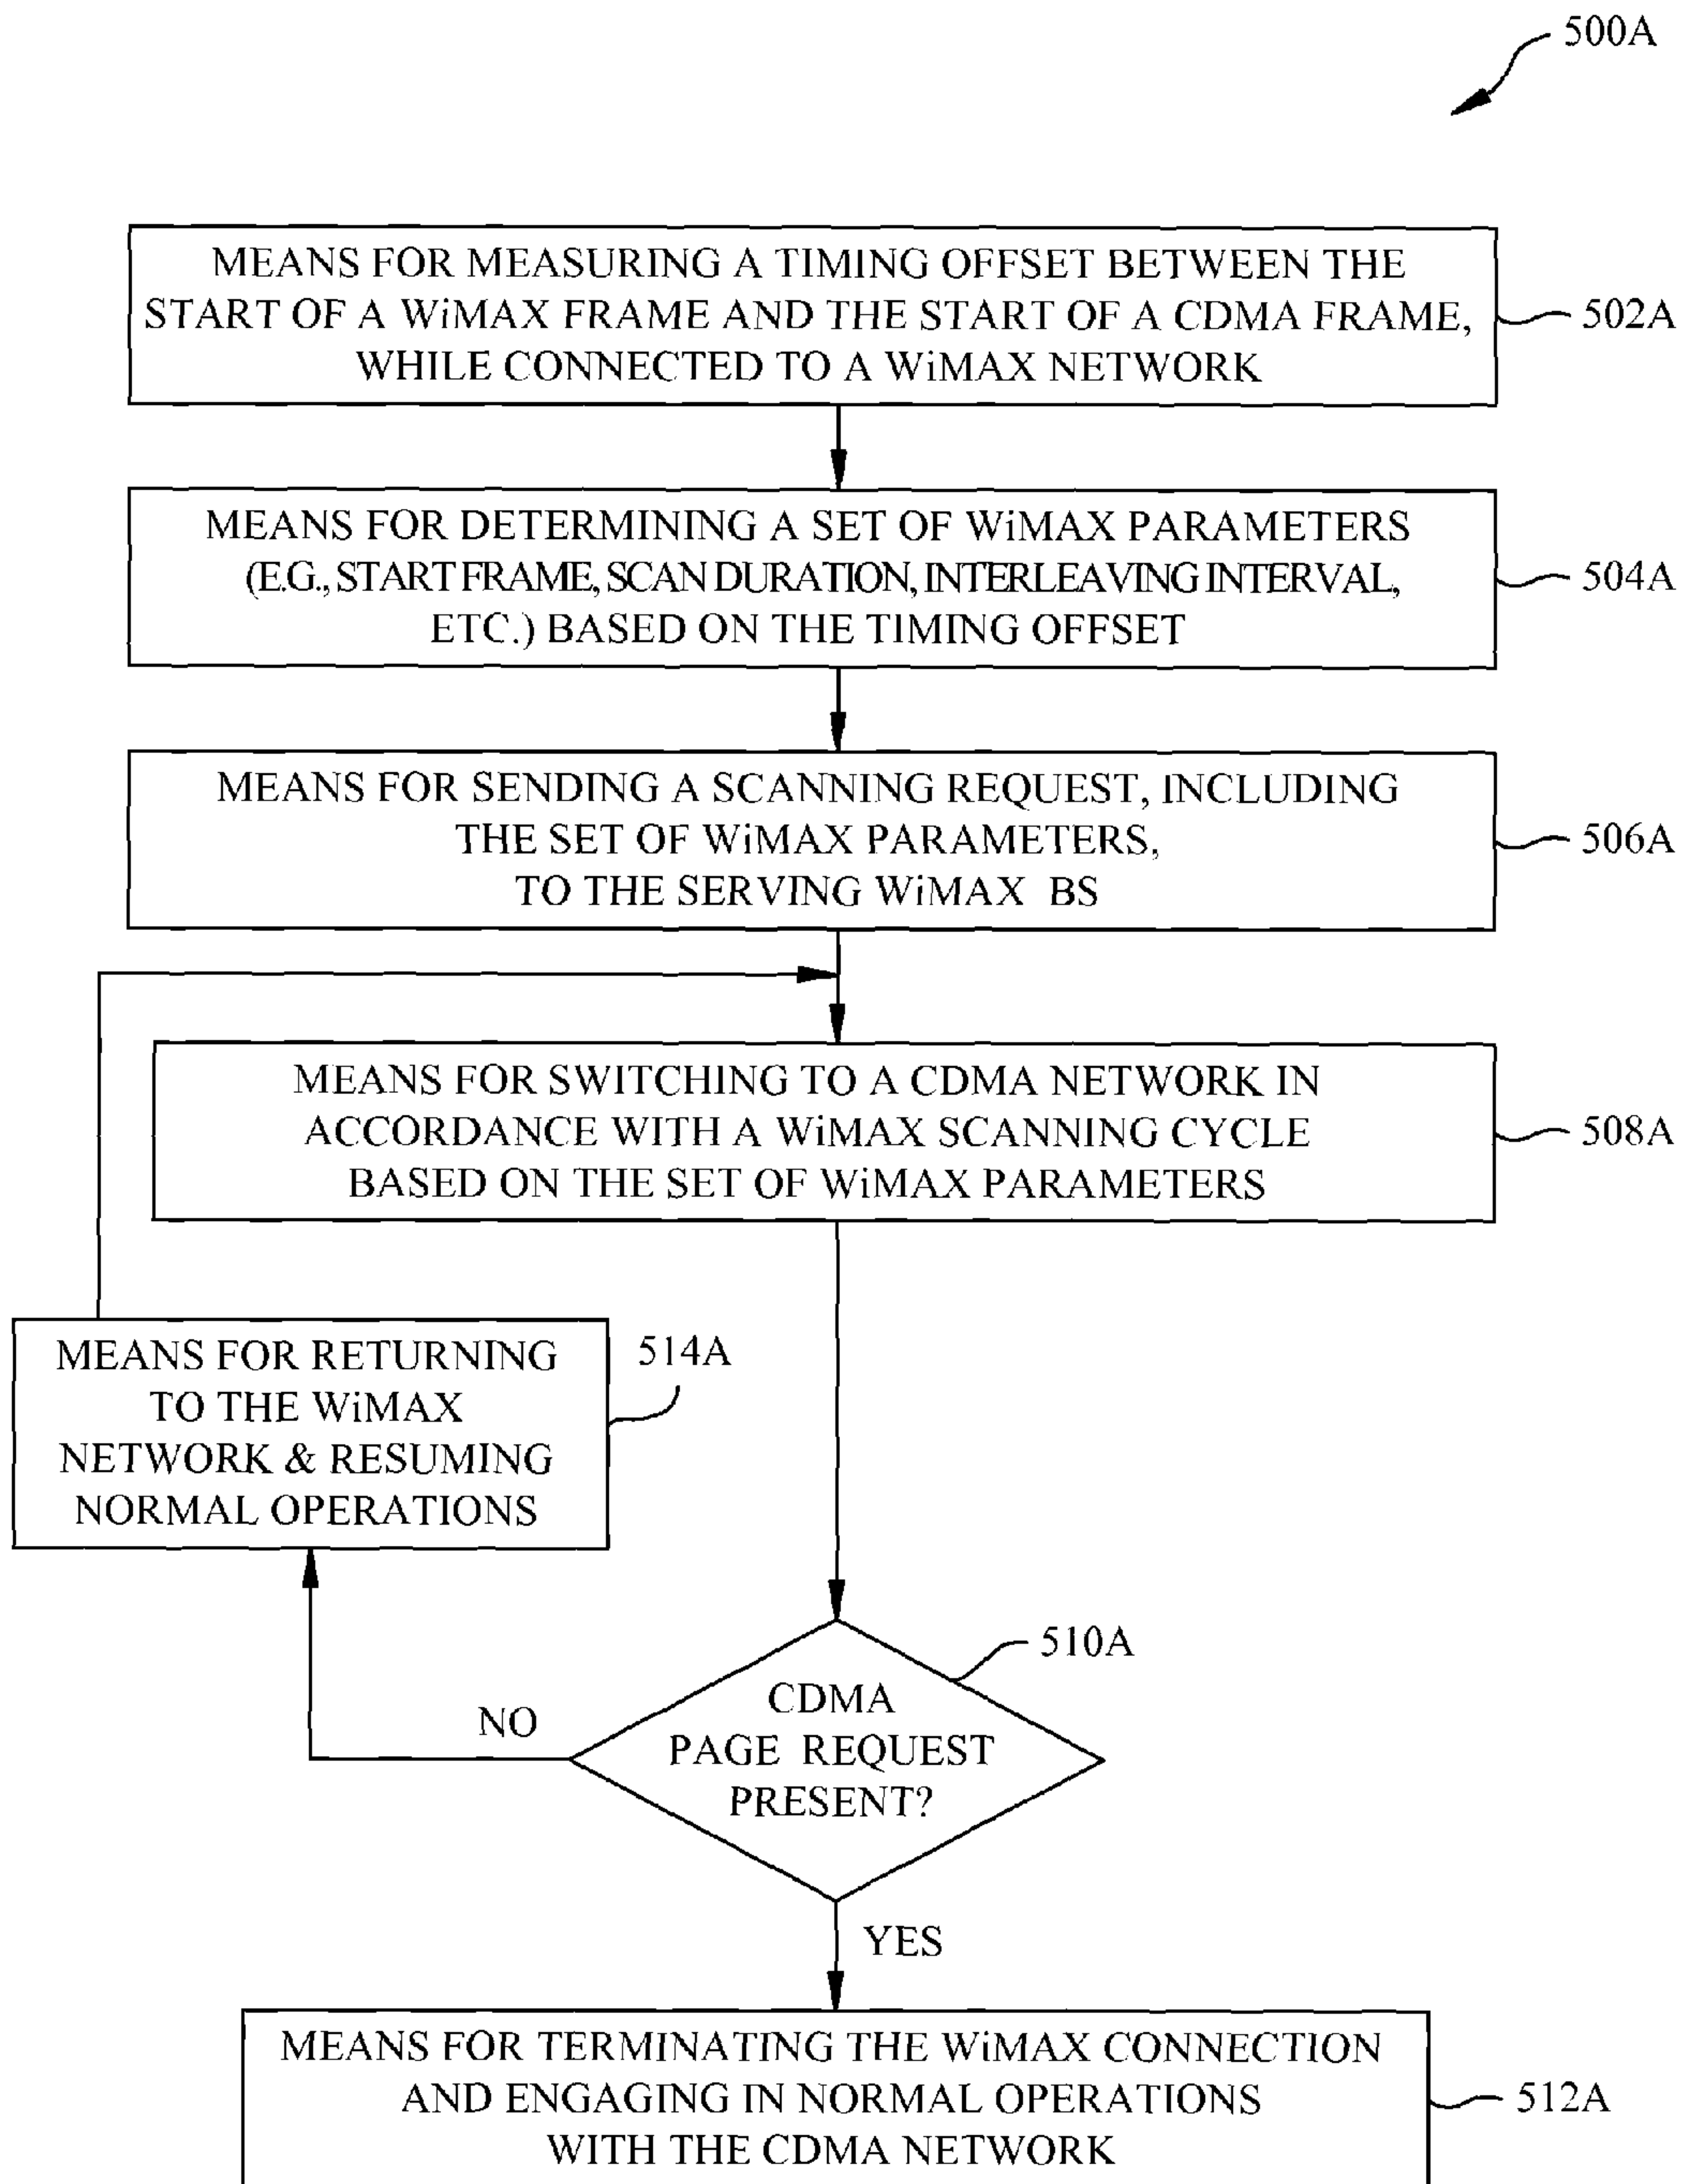 500A
MEANS FOR MEASURING A TIMING OFFSET BETWEEN THE
START OF A WiMAX FRAME AND THE START OF A CDMA FRAME,
WHILE CONNECTED TO A WiMAX NETWORK
502A
MEANS FOR DETERMINING A SET OF WiMAX PARAMETERS
(E.G., START FRAME, SCAN DURATION, INTERLEAVING INTERVAL,
ETC.) BASED ON THE TIMING OFFSET
504A
MEANS FOR SENDING A SCANNING REQUEST, INCLUDING
THE SET OF WiMAX PARAMETERS,
TO THE SERVING WiMAX BS
506A
MEANS FOR SWITCHING TO A CDMA NETWORK IN
ACCORDANCE WITH A WiMAX SCANNING CYCLE
BASED ON THE SET OF WiMAX PARAMETERS
508A
MEANS FOR RETURNING
TO THE WiMAX
NETWORK & RESUMING
NORMAL OPERATIONS
514A
510A
CDMA
PAGE REQUEST
PRESENT?
NO
YES
MEANS FOR TERMINATING THE WiMAX CONNECTION
AND ENGAGING IN NORMAL OPERATIONS
WITH THE CDMA NETWORK
512A